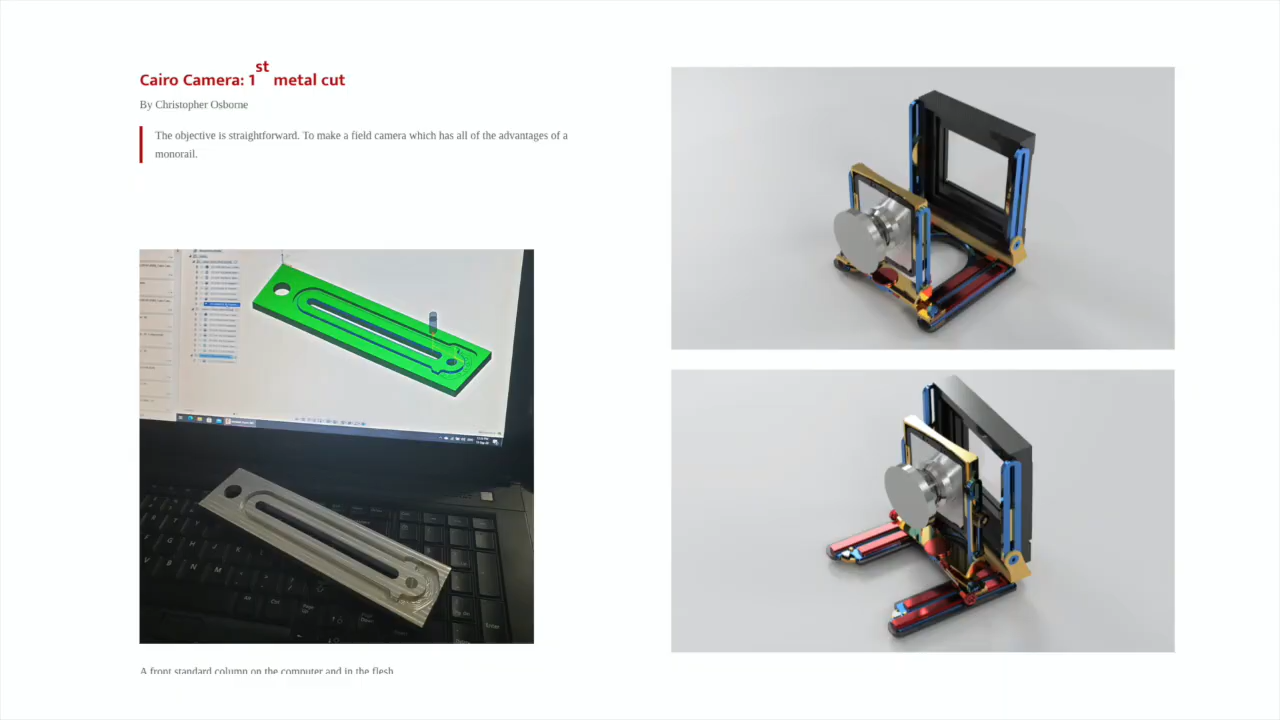 Cairo Camera: 1st metal cut
By Christopher Osborne
The objective is straightforward. To make a field camera which has all of the advantages of a
monorail.
A front standard column on the computer and in the flesh